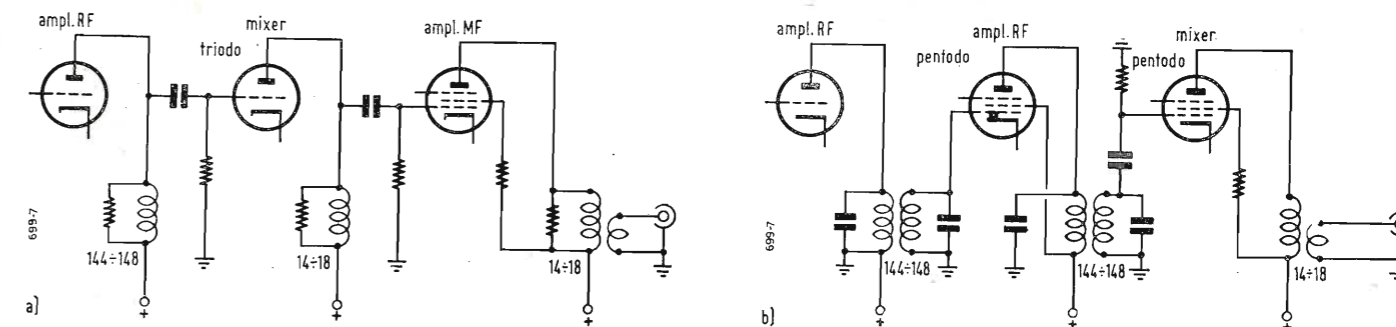 ampl. RF
mixer
triodo
ampl. MF
144÷148
14÷18
14÷18
699-7
a)
+
+
+
ampl. RF
ampl. RF
pentodo
mixer
pentodo
144÷148
144÷148
14÷18
699-7
b)
+
+
+